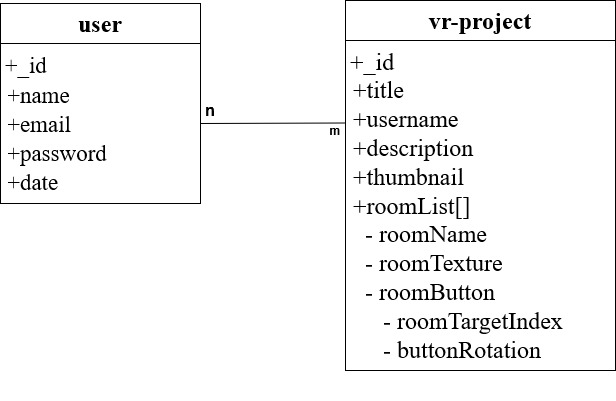 user
+_id
+name
+email
+password
+date
n
m
vr-project
+_id
+title
+username
+description
+thumbnail
+roomList[]
- roomName
- roomTexture
- roomButton
- roomTargetIndex
- buttonRotation